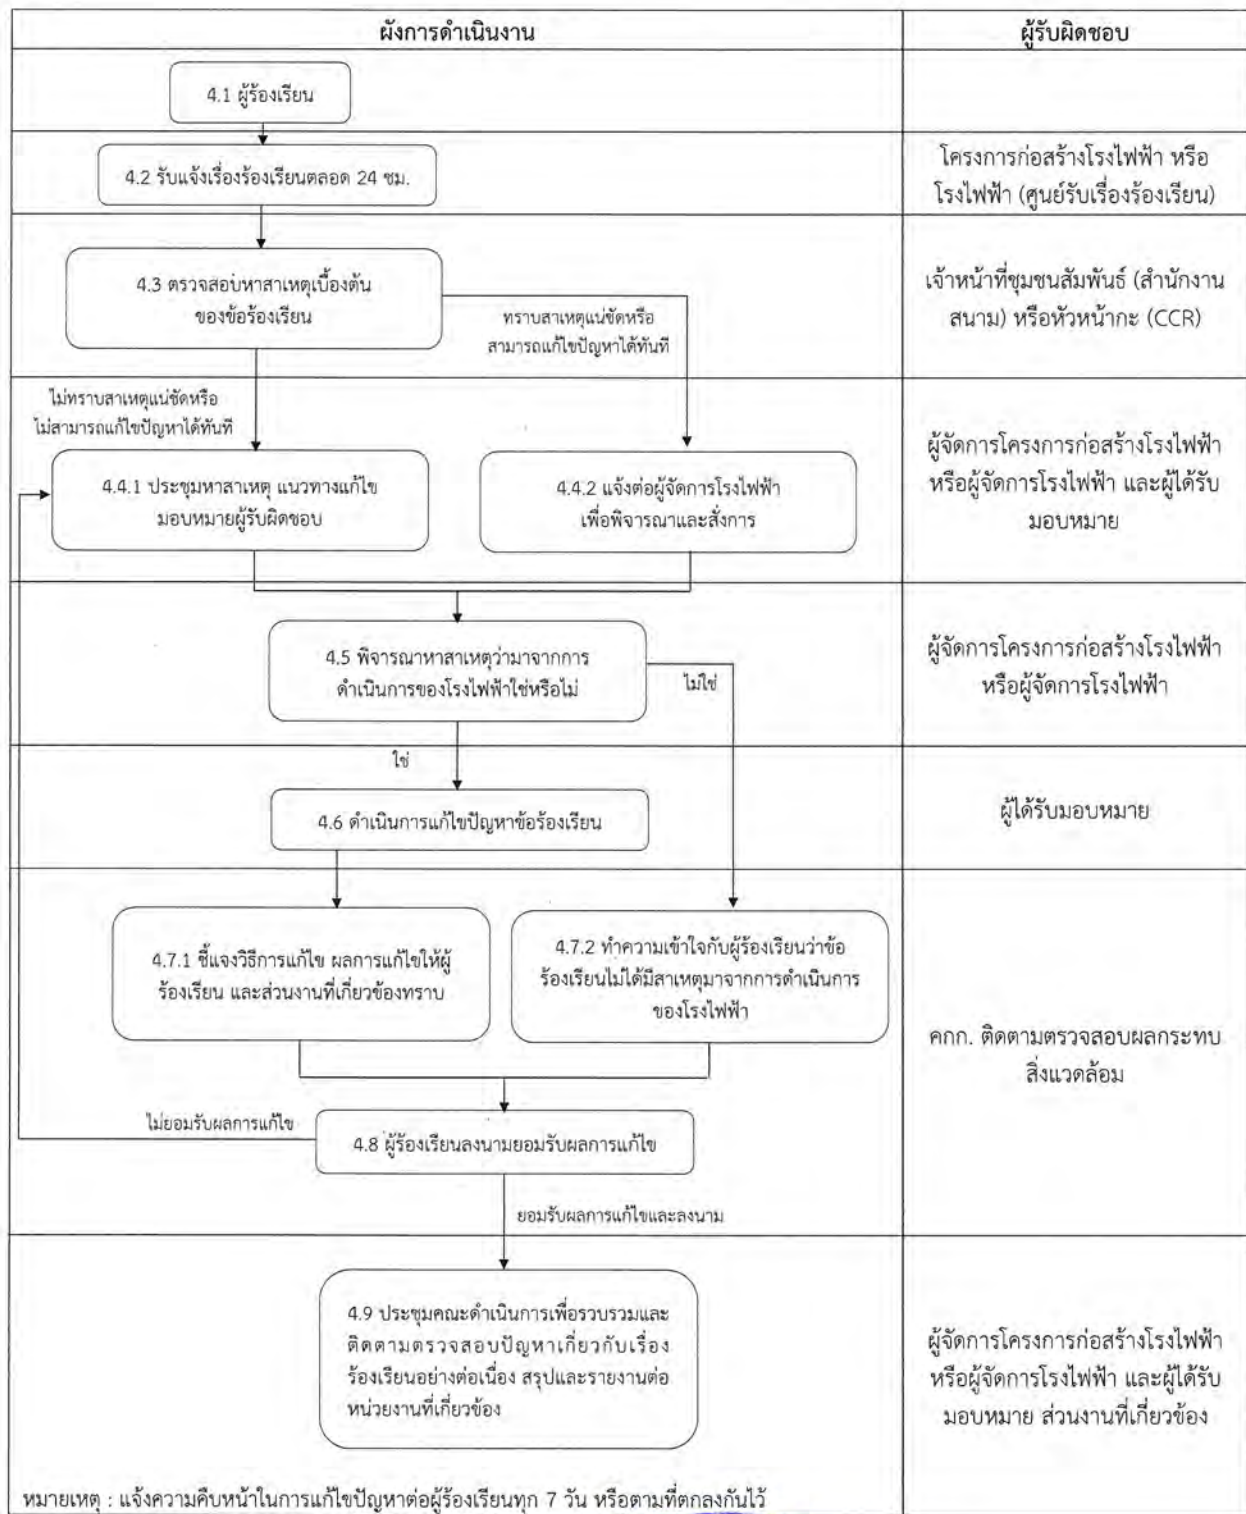 ผังการดำเนินงาน
ผู้รับผิดชอบ
4.1 ผู้ร้องเรียน
4.2 รับแจ้งเรื่องร้องเรียนตลอด 24 ชม.
โครงการก่อสร้างโรงไฟฟ้า หรือ
โรงไฟฟ้า (ศูนย์รับเรื่องร้องเรียน)
4.3 ตรวจสอบหาสาเหตุเบื้องต้น
ของข้อร้องเรียน
ทราบสาเหตุแน่ชัดหรือ
สามารถแก้ไขปัญหาได้ทันที
เจ้าหน้าที่ชุมชนสัมพันธ์ (สำนักงาน
สนาม) หรือหัวหน้ากะ (CCR)
ไม่ทราบสาเหตุแน่ชัดหรือ
ไม่สามารถแก้ไขปัญหาได้ทันที
4.4.1 ประชุมหาสาเหตุ แนวทางแก้ไข
มอบหมายผู้รับผิดชอบ
4.4.2 แจ้งต่อผู้จัดการโรงไฟฟ้า
เพื่อพิจารณาและสั่งการ
ผู้จัดการโครงการก่อสร้างโรงไฟฟ้า
หรือผู้จัดการโรงไฟฟ้า และผู้ได้รับ
มอบหมาย
4.5 พิจารณาหาสาเหตุว่ามาจากการ
ดำเนินการของโรงไฟฟ้าใช่หรือไม่
ไม่ใช่
ผู้จัดการโครงการก่อสร้างโรงไฟฟ้า
หรือผู้จัดการโรงไฟฟ้า
ใช่
4.6 ดำเนินการแก้ไขปัญหาข้อร้องเรียน
ผู้ได้รับมอบหมาย
4.7.1 ชี้แจงวิธีการแก้ไข ผลการแก้ไขให้ผู้
ร้องเรียน และส่วนงานที่เกี่ยวข้องทราบ
4.7.2 ทำความเข้าใจกับผู้ร้องเรียนว่าข้อ
ร้องเรียนไม่ได้มีสาเหตุมาจากการดำเนินการ
ของโรงไฟฟ้า
คกก. ติดตามตรวจสอบผลกระทบ
สิ่งแวดล้อม
ไม่ยอมรับผลการแก้ไข
4.8 ผู้ร้องเรียนลงนามยอมรับผลการแก้ไข
ยอมรับผลการแก้ไขและลงนาม
4.9 ประชุมคณะดำเนินการเพื่อรวบรวมและ
ติดตามตรวจสอบปัญหาเกี่ยวกับเรื่อง
ร้องเรียนอย่างต่อเนื่อง สรุปและรายงานต่อ
หน่วยงานที่เกี่ยวข้อง
ผู้จัดการโครงการก่อสร้างโรงไฟฟ้า
หรือผู้จัดการโรงไฟฟ้า และผู้ได้รับ
มอบหมาย ส่วนงานที่เกี่ยวข้อง
หมายเหตุ : แจ้งความคืบหน้าในการแก้ไขปัญหาต่อผู้ร้องเรียนทุก 7 วัน หรือตามที่ตกลงกันไว้